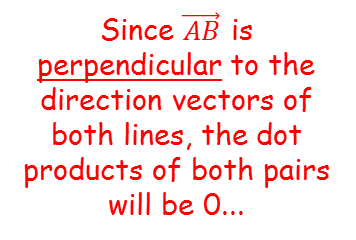 Since $\overrightarrow{AB}$ is
perpendicular to the
direction vectors of
both lines, the dot
products of both pairs
will be 0...